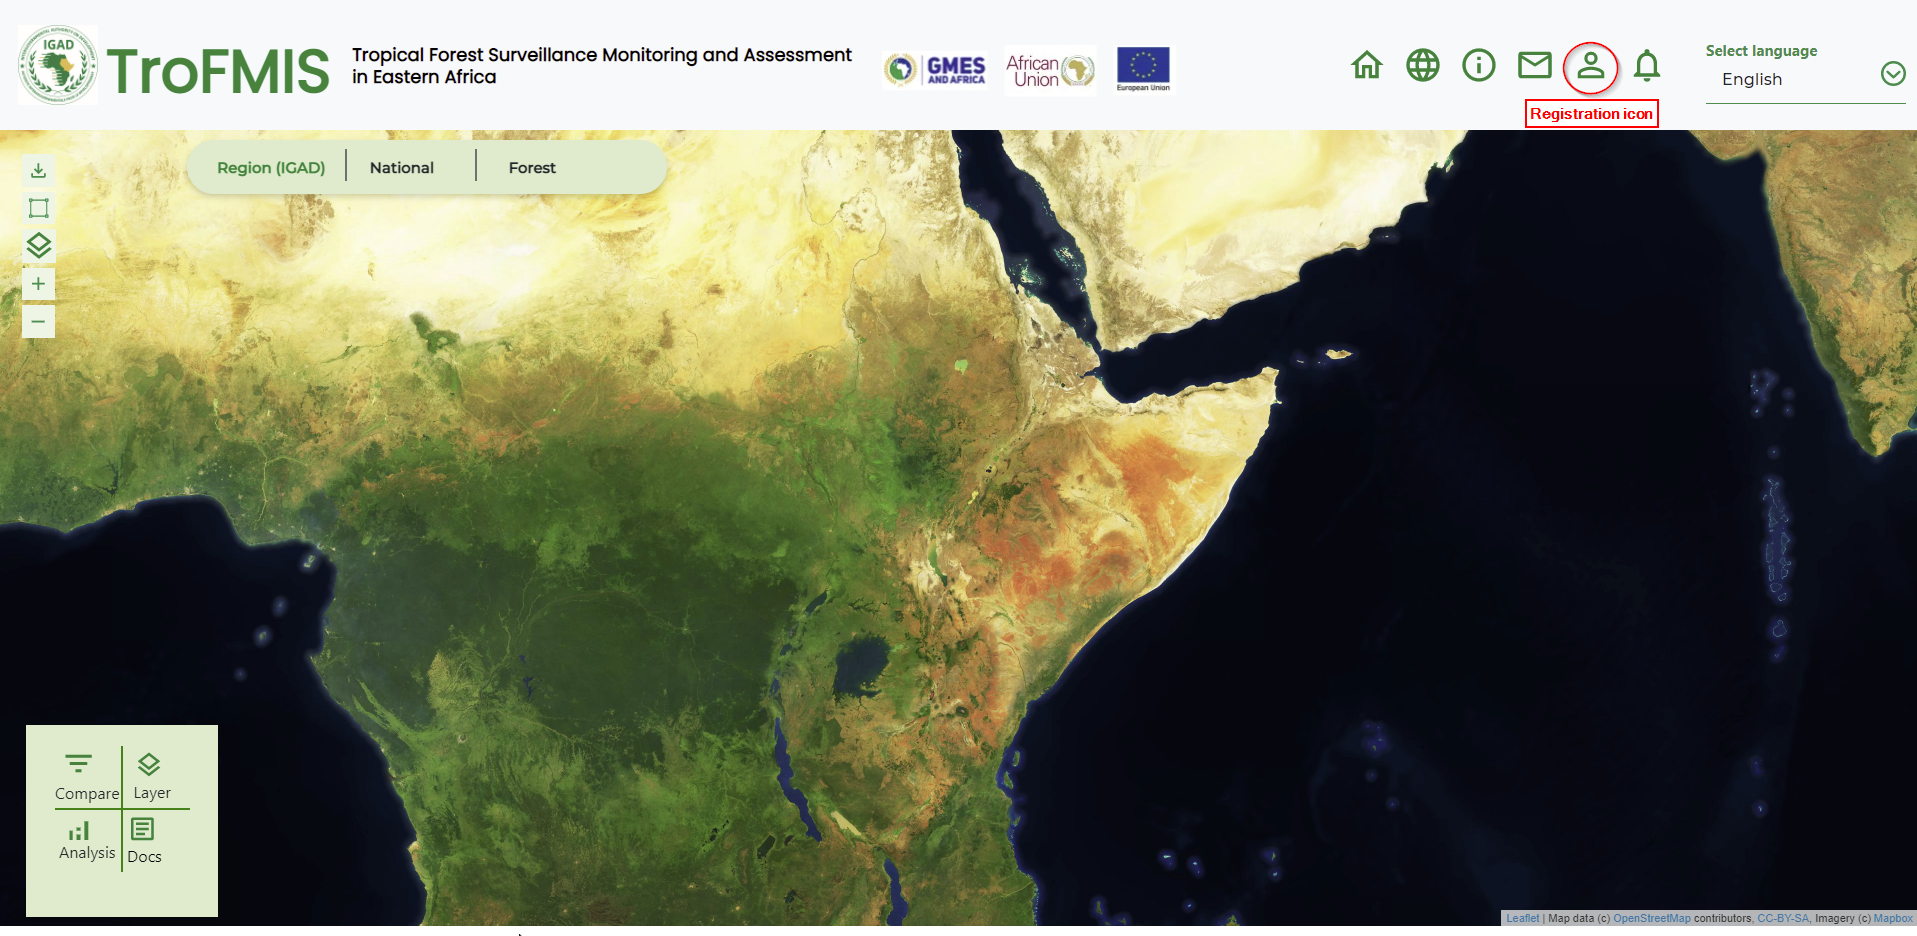 IGAD
TroFMIS
Tropical Forest Surveillance Monitoring and Assessment
in Eastern Africa
GMES
AND AFRICA
African
Union
European Union
Registration icon
Select language
English
Region (IGAD)
National
Forest
Compare
Layer
Analysis
Docs
Leaflet | Map data (c) OpenStreetMap contributors, CC-BY-SA, Imagery (c) Mapbox